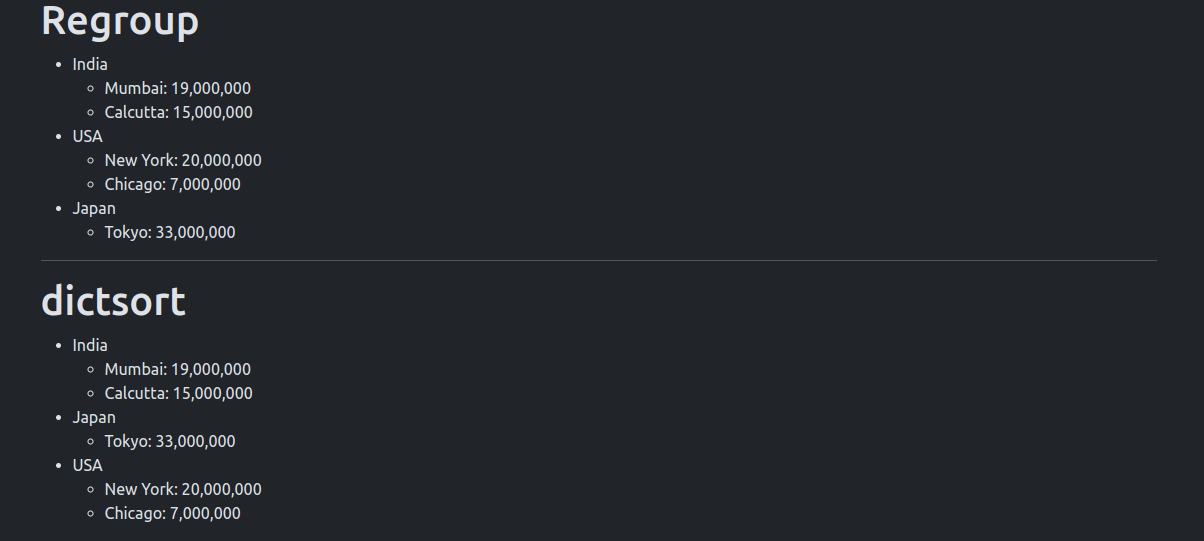 Regroup
India
Mumbai: 19,000,000
Calcutta: 15,000,000
USA
New York: 20,000,000
Chicago: 7,000,000
Japan
Tokyo: 33,000,000
dictsort
India
Mumbai: 19,000,000
Calcutta: 15,000,000
Japan
Tokyo: 33,000,000
USA
New York: 20,000,000
Chicago: 7,000,000